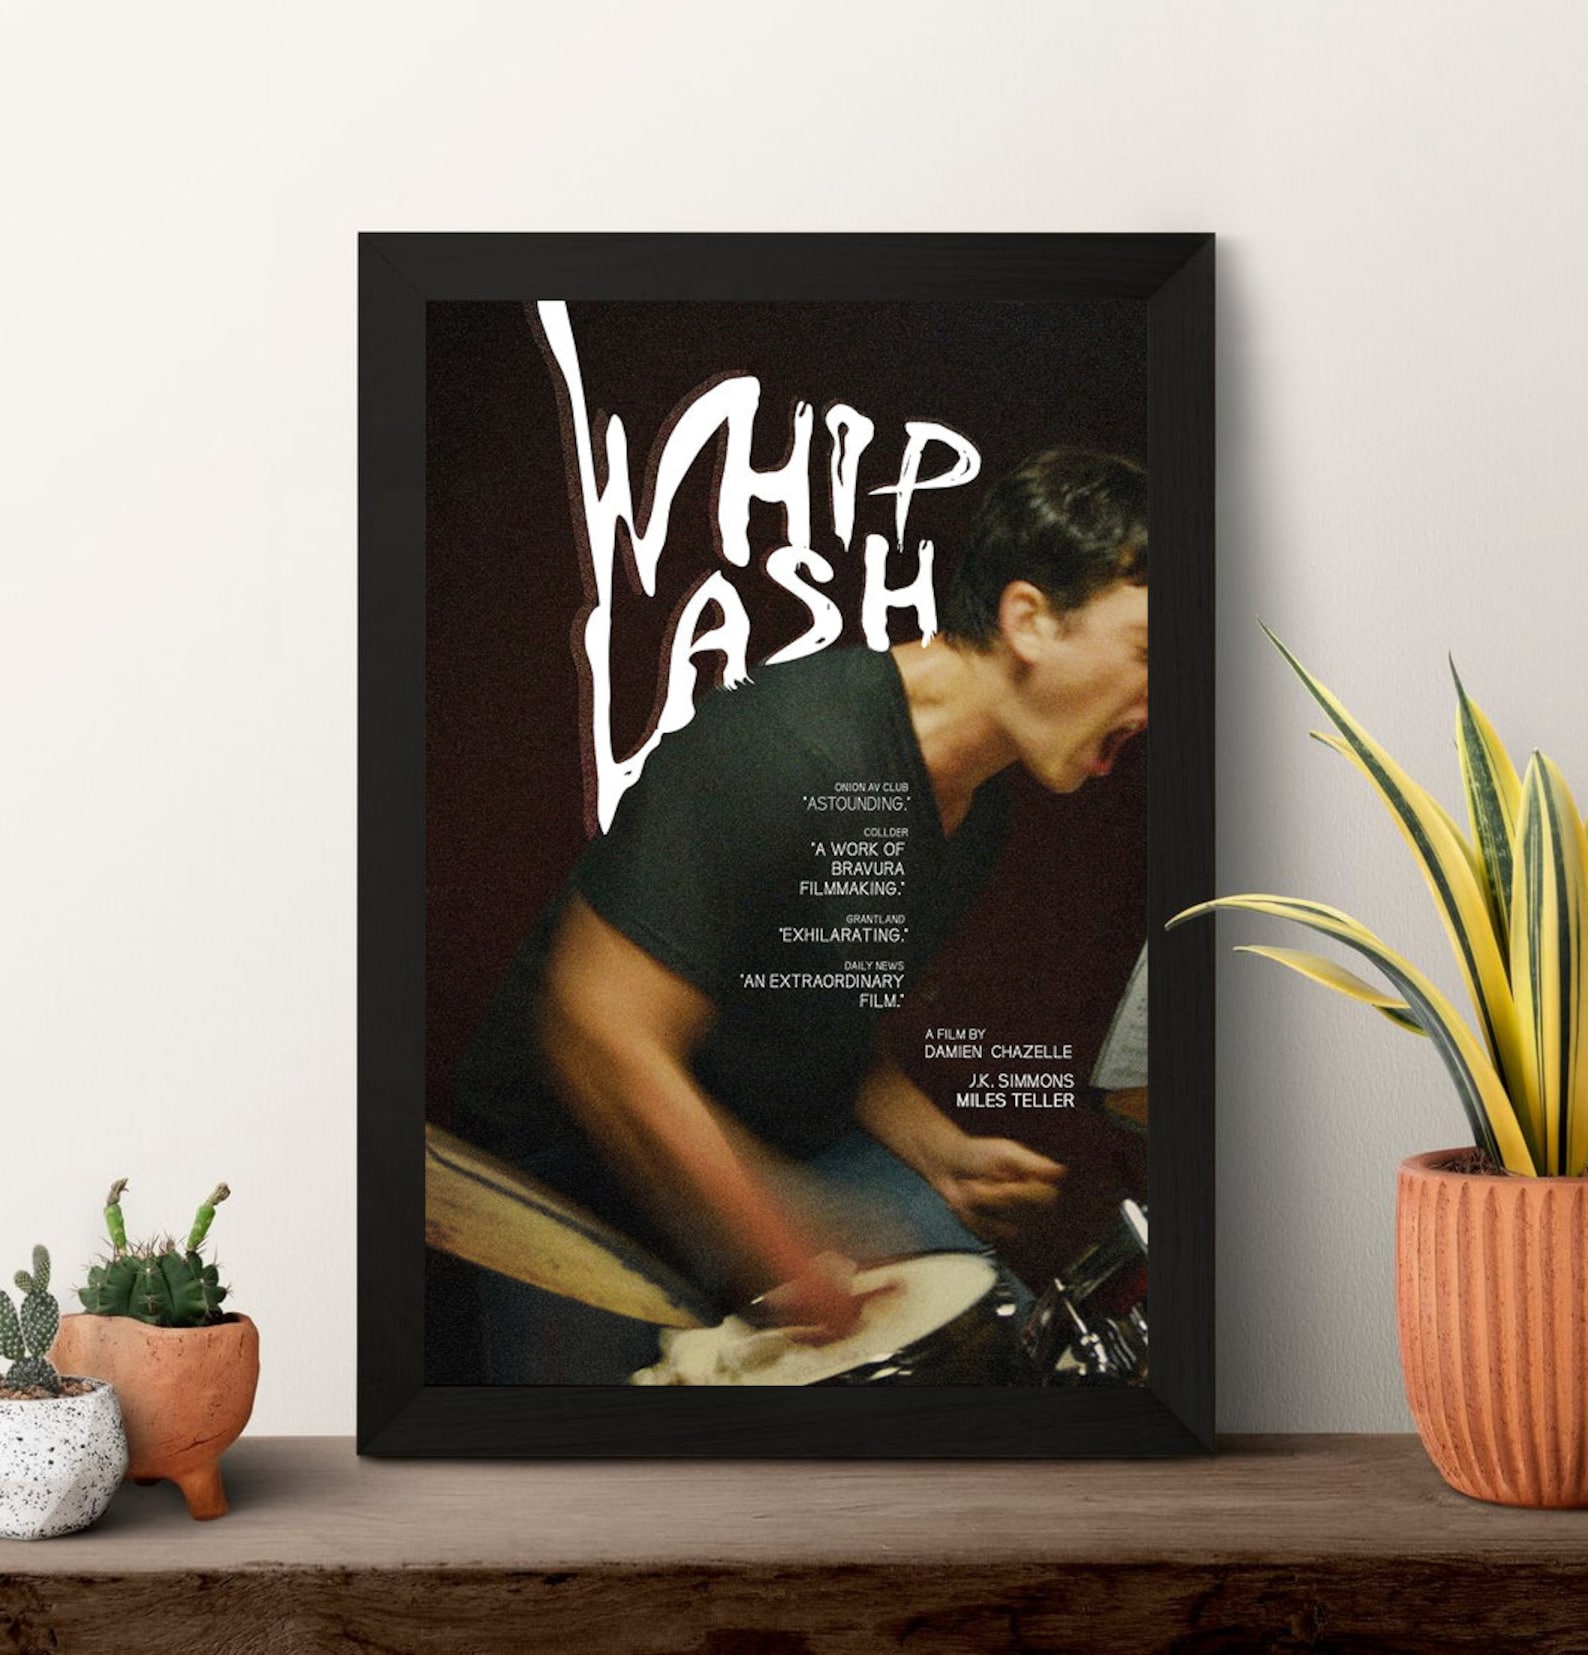 WHIP
LASH
ONION AV CLUB
"ASTOUNDING."
COLLDER
"A WORK OF
BRAVURA
FILMMAKING."
GRANTLAND
"EXHILARATING."
DAILY NEWS
"AN EXTRAORDINARY
FILM."
A FILM BY
DAMIEN CHAZELLE
J.K. SIMMONS
MILES TELLER